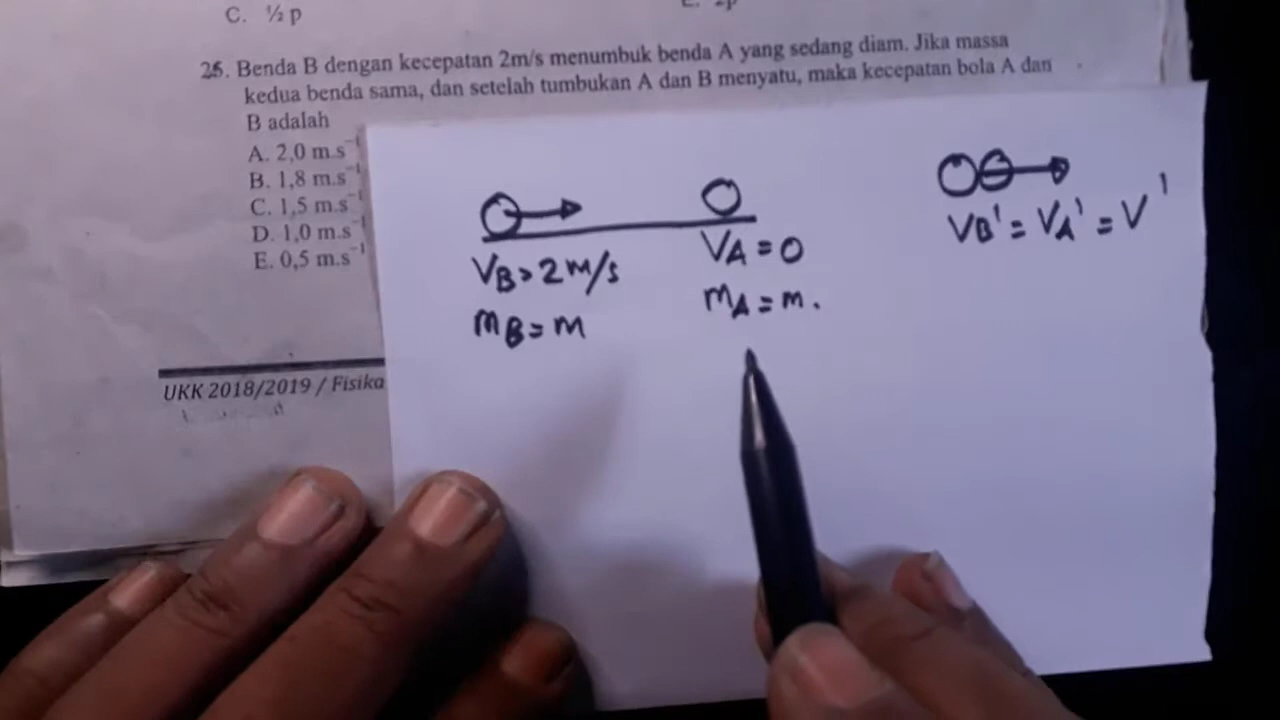 C. ½ p
E. 2p
26. Benda B dengan kecepatan 2m/s menumbuk benda A yang sedang diam. Jika massa
kedua benda sama, dan setelah tumbukan A dan B menyatu, maka kecepatan bola A dan
B adalah
A. 2,0 m.s⁻¹
B. 1,8 m.s⁻¹
C. 1,5 m.s⁻¹
D. 1,0 m.s⁻¹
E. 0,5 m.s⁻¹
UKK 2018/2019 / Fisika
VB = 2 m/s
mB = m
VA = 0
mA = m.
VB' = VA' = V'